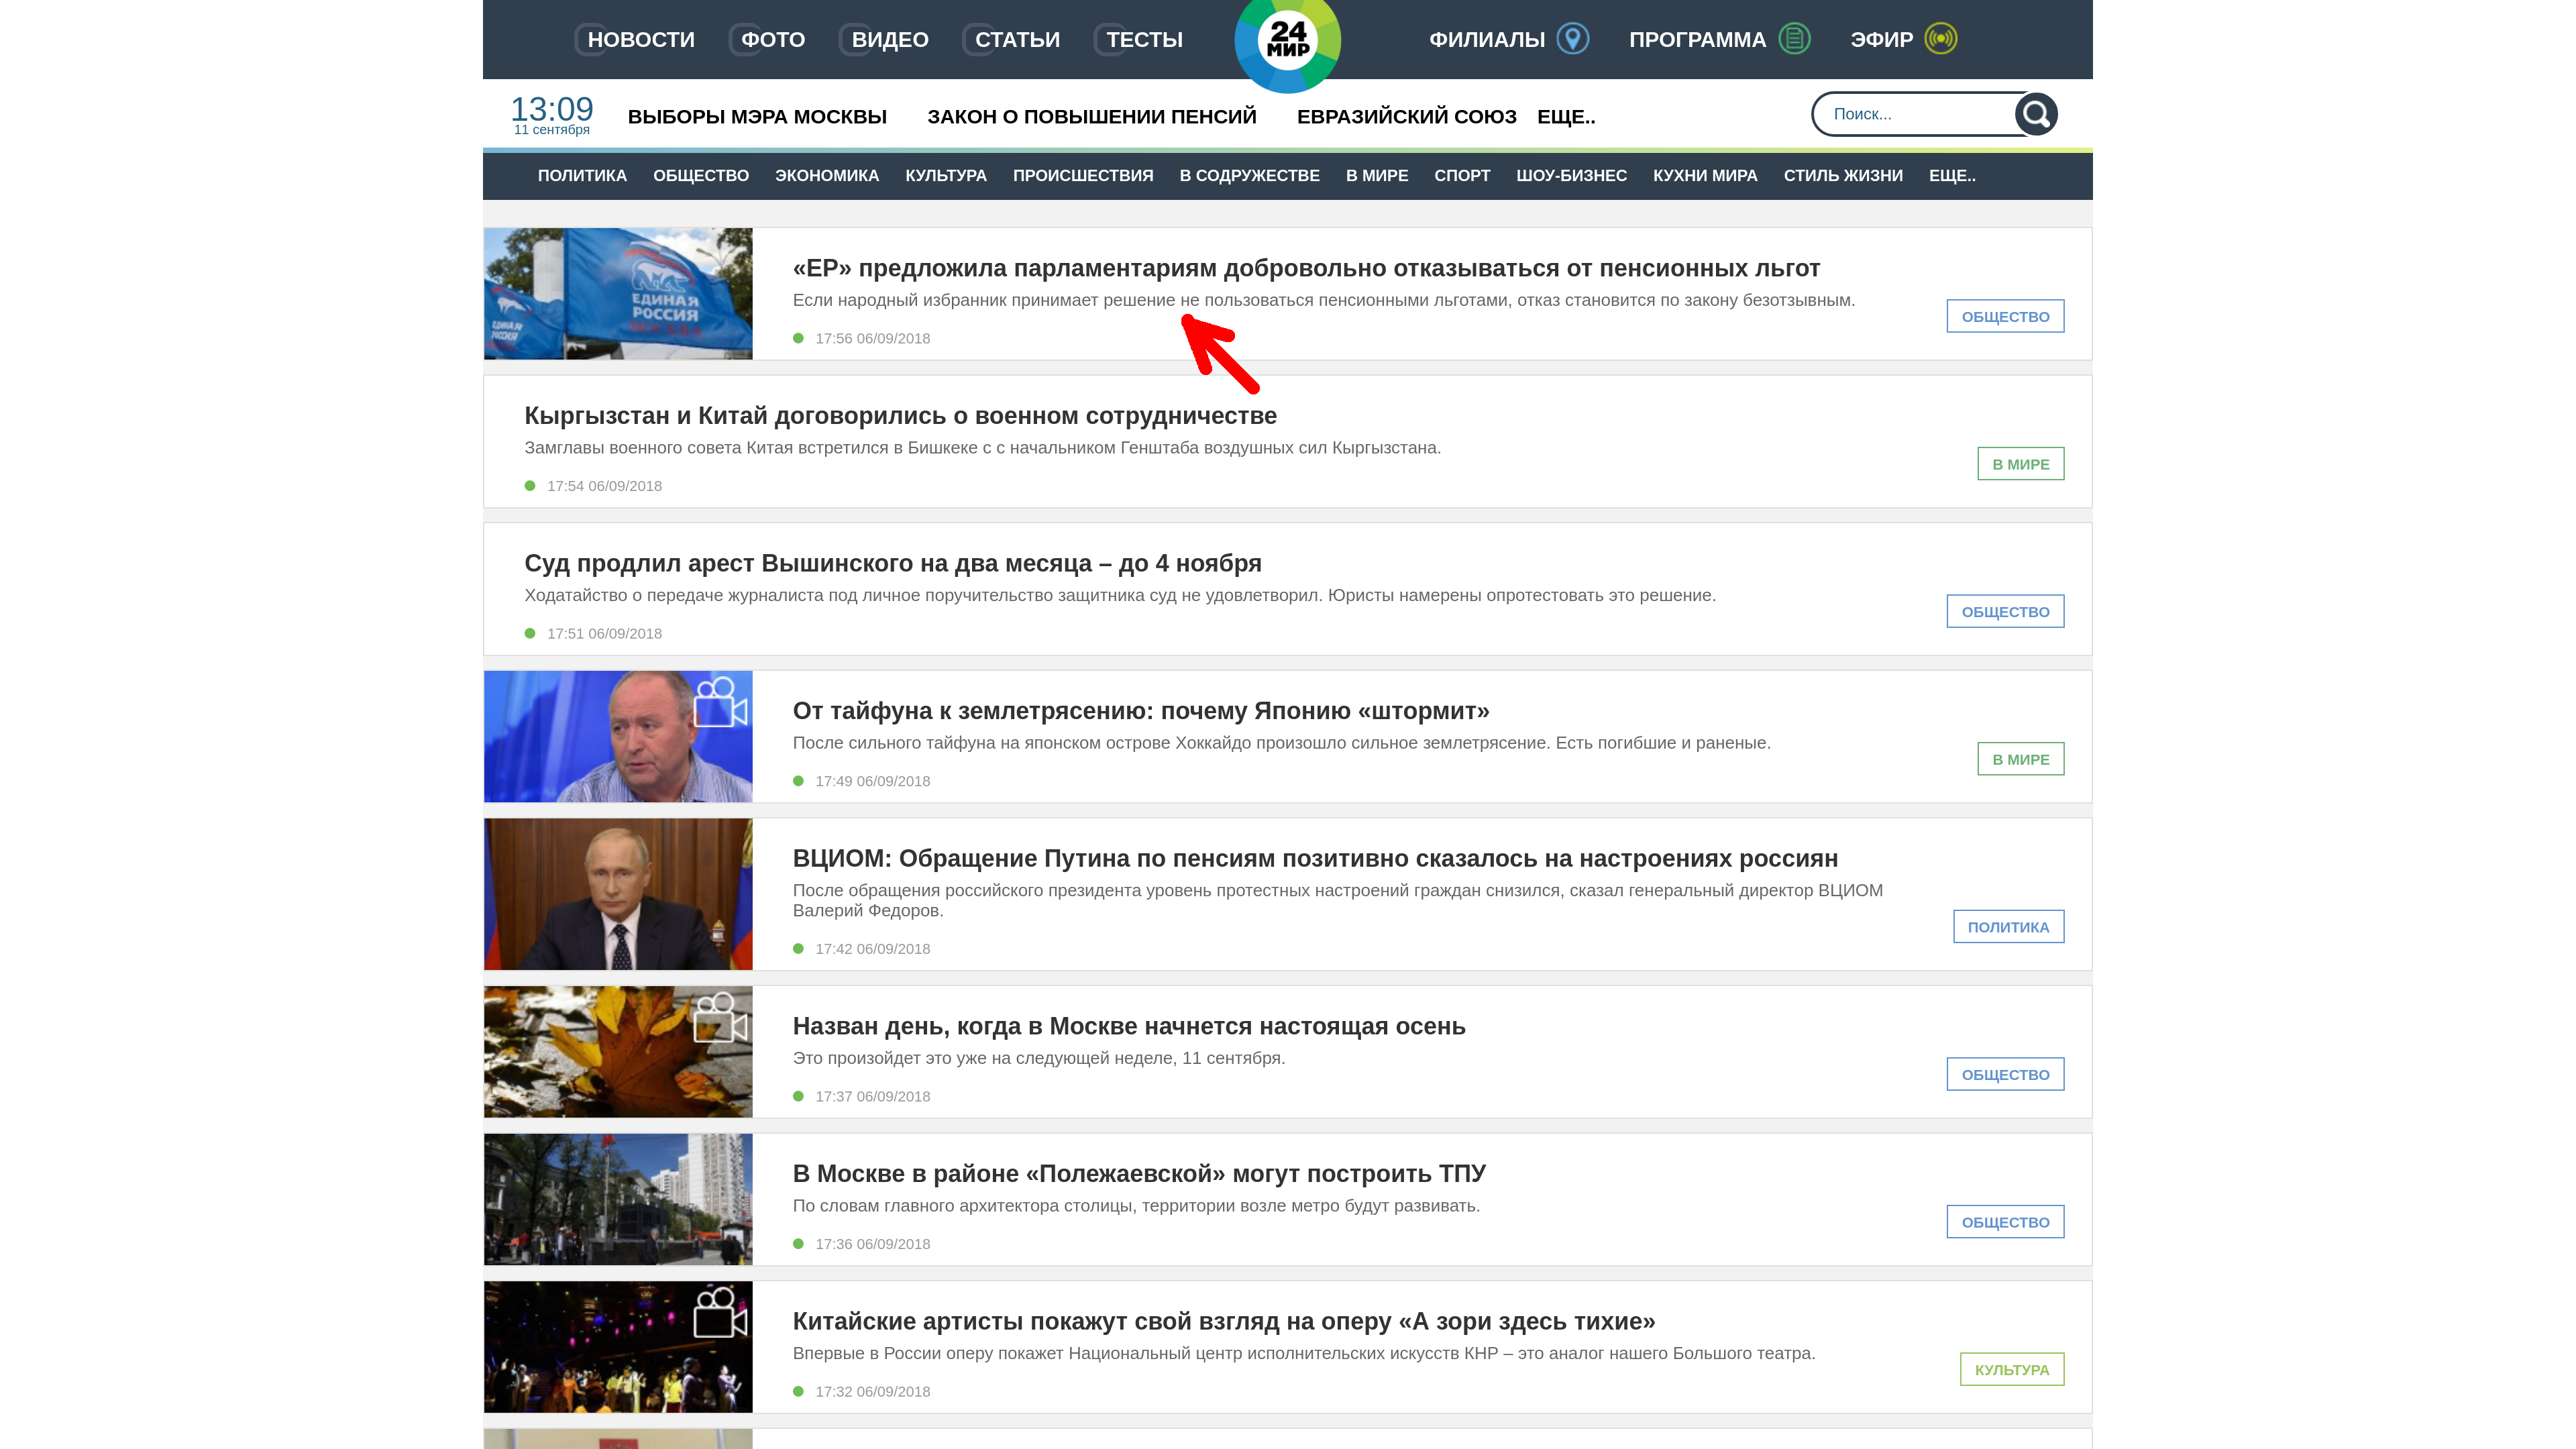 НОВОСТИ ФОТО ВИДЕО СТАТЬИ ТЕСТЫ 24 МИР ФИЛИАЛЫ ПРОГРАММА ЭФИР
13:09
11 сентября
ВЫБОРЫ МЭРА МОСКВЫ ЗАКОН О ПОВЫШЕНИИ ПЕНСИЙ ЕВРАЗИЙСКИЙ СОЮЗ ЕЩЕ..
Поиск...
ПОЛИТИКА ОБЩЕСТВО ЭКОНОМИКА КУЛЬТУРА ПРОИСШЕСТВИЯ В СОДРУЖЕСТВЕ В МИРЕ СПОРТ ШОУ-БИЗНЕС КУХНИ МИРА СТИЛЬ ЖИЗНИ ЕЩЕ..
ЕДИНАЯ
РОССИЯ
МОСКВА
«ЕР» предложила парламентариям добровольно отказываться от пенсионных льгот
Если народный избранник принимает решение не пользоваться пенсионными льготами, отказ становится по закону безотзывным.
ОБЩЕСТВО
17:56 06/09/2018
Кыргызстан и Китай договорились о военном сотрудничестве
Замглавы военного совета Китая встретился в Бишкеке с с начальником Генштаба воздушных сил Кыргызстана.
В МИРЕ
17:54 06/09/2018
Суд продлил арест Вышинского на два месяца – до 4 ноября
Ходатайство о передаче журналиста под личное поручительство защитника суд не удовлетворил. Юристы намерены опротестовать это решение.
ОБЩЕСТВО
17:51 06/09/2018
От тайфуна к землетрясению: почему Японию «штормит»
После сильного тайфуна на японском острове Хоккайдо произошло сильное землетрясение. Есть погибшие и раненые.
В МИРЕ
17:49 06/09/2018
ВЦИОМ: Обращение Путина по пенсиям позитивно сказалось на настроениях россиян
После обращения российского президента уровень протестных настроений граждан снизился, сказал генеральный директор ВЦИОМ
Валерий Федоров.
ПОЛИТИКА
17:42 06/09/2018
Назван день, когда в Москве начнется настоящая осень
Это произойдет это уже на следующей неделе, 11 сентября.
ОБЩЕСТВО
17:37 06/09/2018
В Москве в районе «Полежаевской» могут построить ТПУ
По словам главного архитектора столицы, территории возле метро будут развивать.
ОБЩЕСТВО
17:36 06/09/2018
Китайские артисты покажут свой взгляд на оперу «А зори здесь тихие»
Впервые в России оперу покажет Национальный центр исполнительских искусств КНР – это аналог нашего Большого театра.
КУЛЬТУРА
17:32 06/09/2018